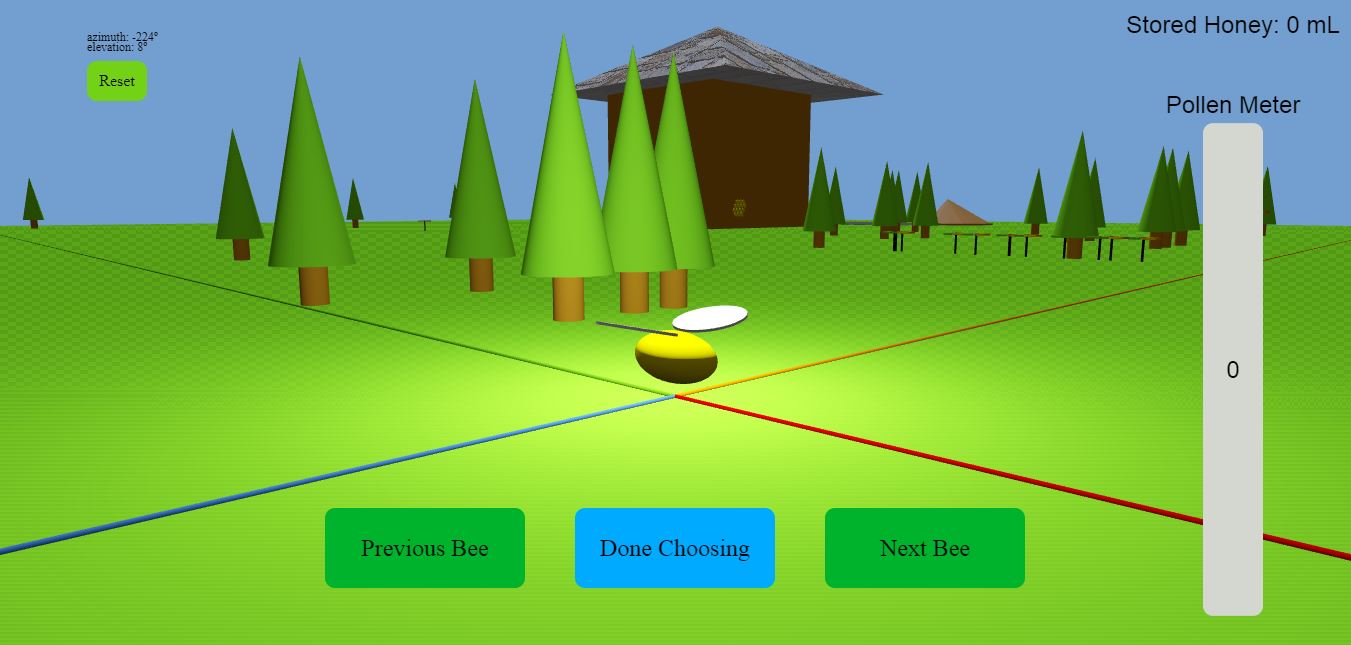 azimuth: -224°
elevation: 8°
Reset
Stored Honey: 0 mL
Pollen Meter
0
Previous Bee
Done Choosing
Next Bee